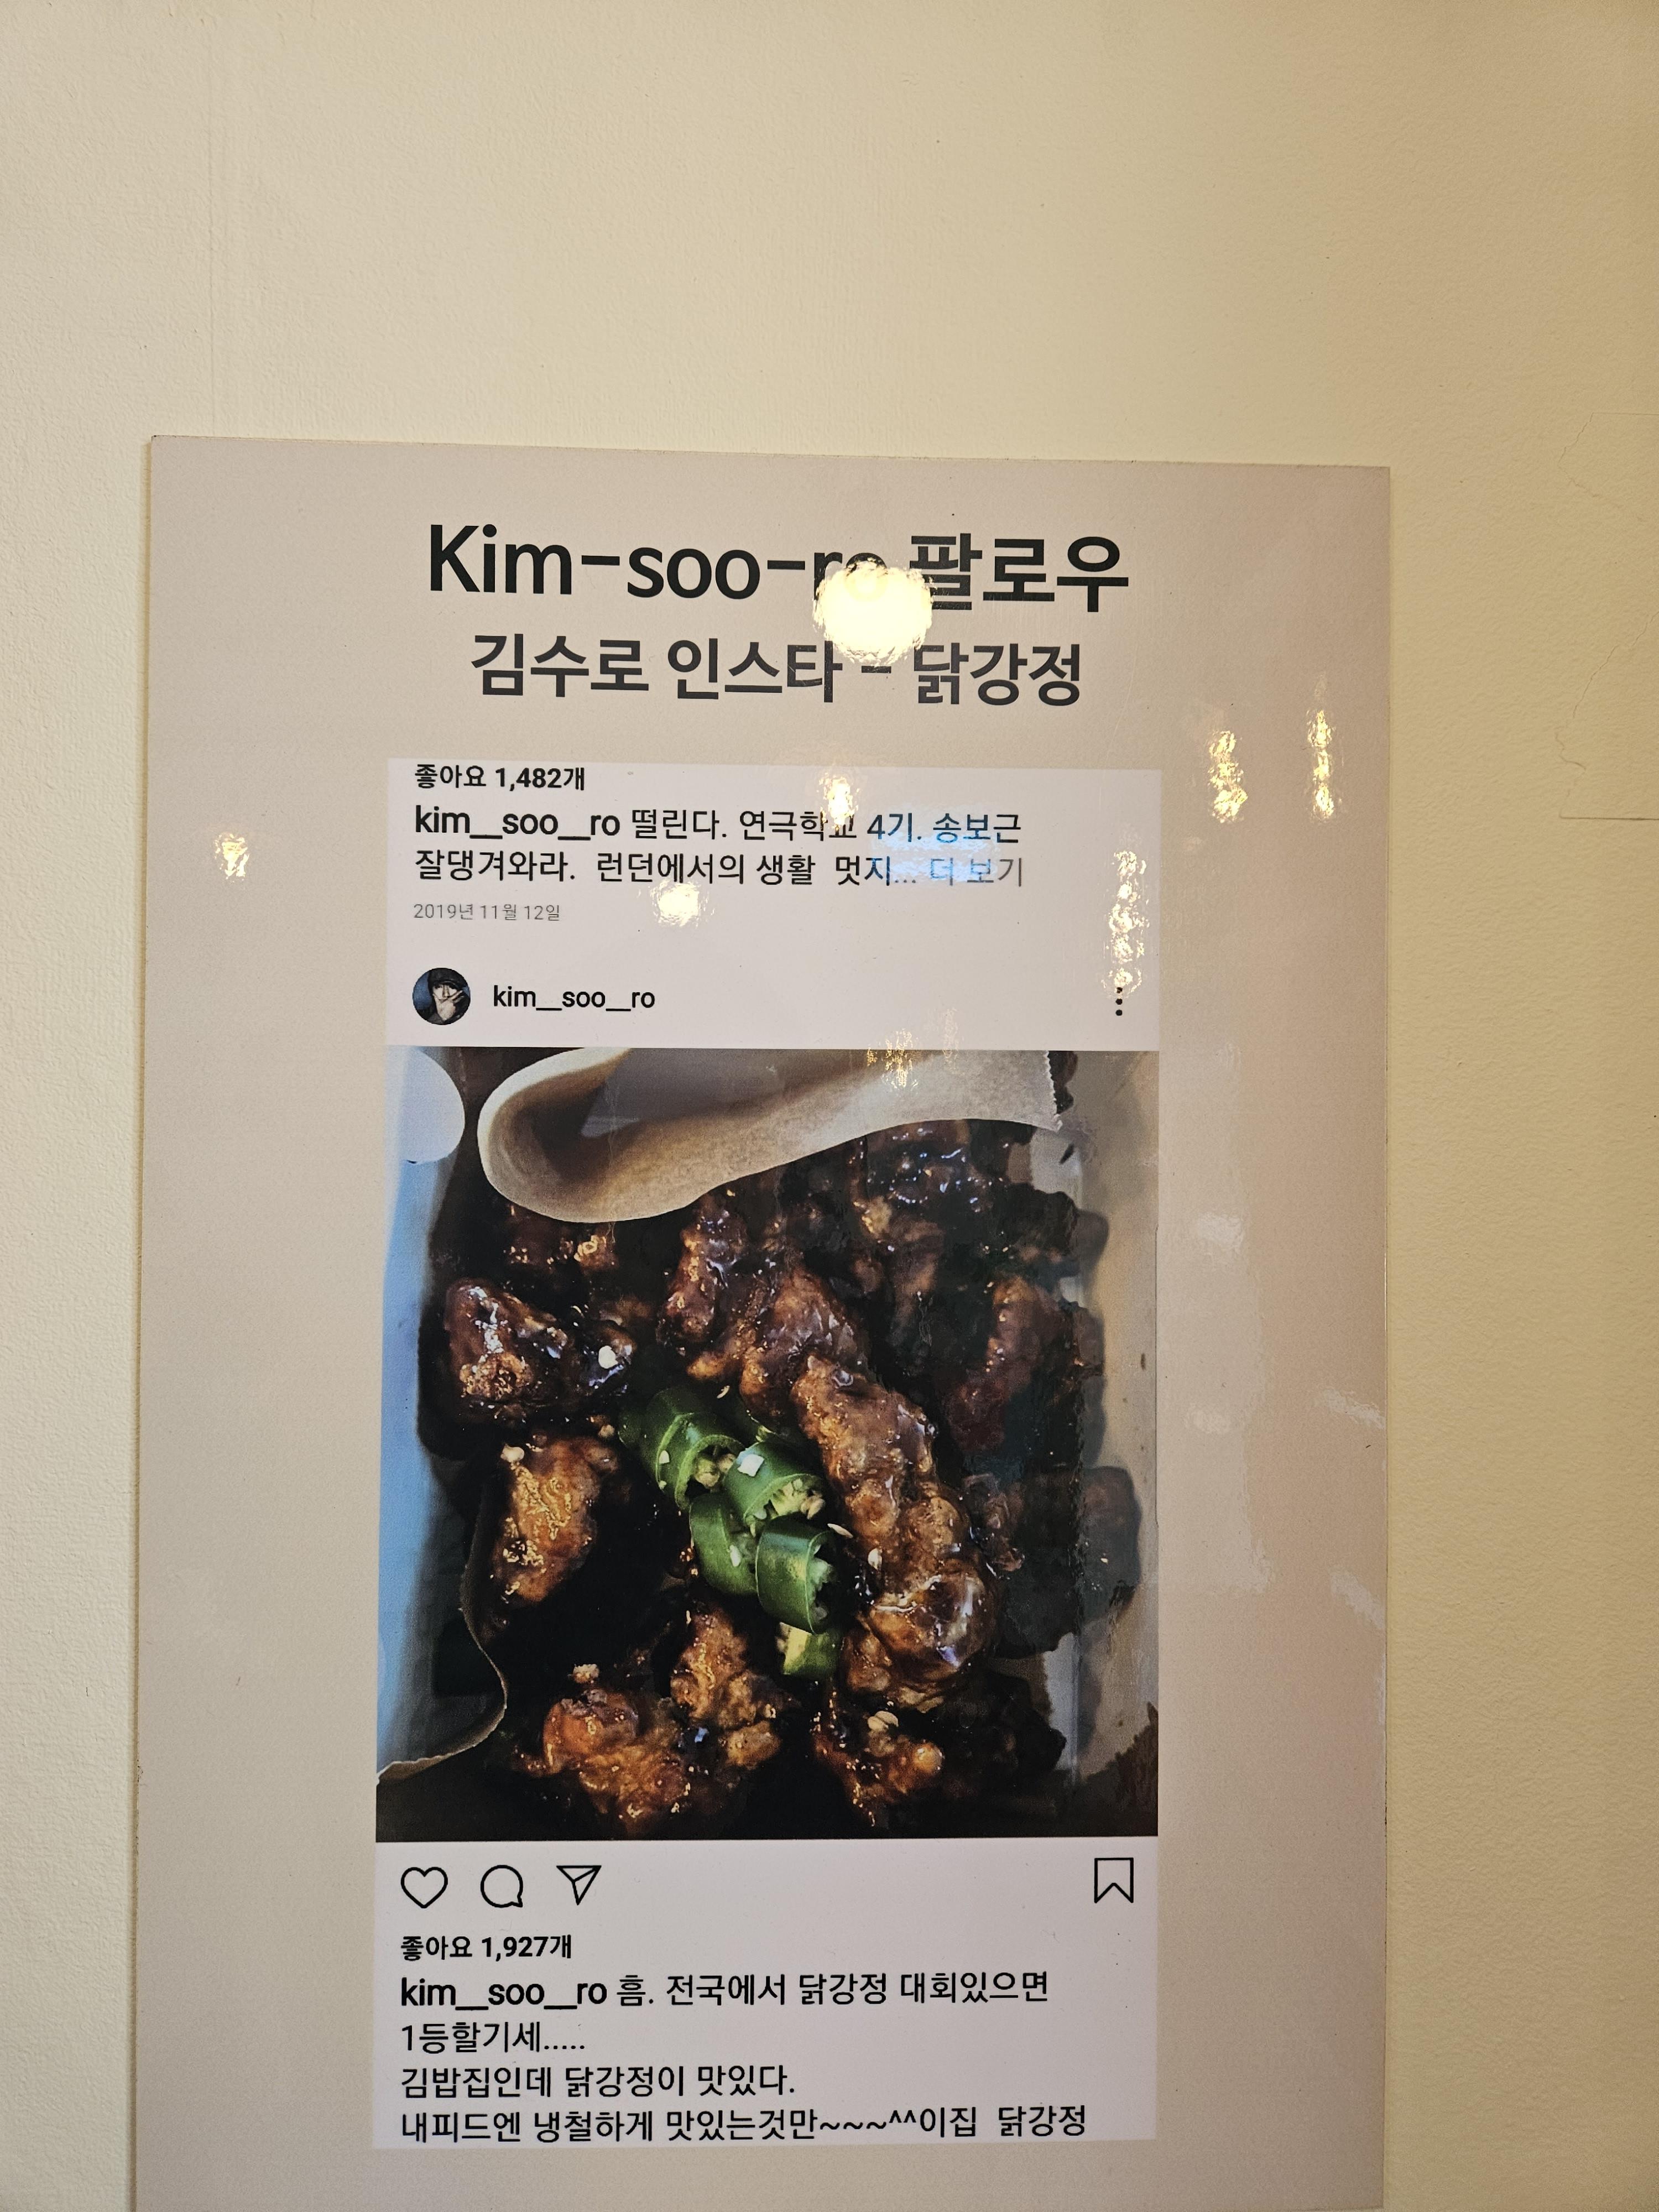 Kim-soo-ro 팔로우
김수로 인스타 - 닭강정
좋아요 1,482개
kim__soo__ro 떨린다. 연극학교 4기. 송보근
잘댕겨와라. 런던에서의 생활 멋지... 더 보기
2019년 11월 12일
kim__soo__ro
좋아요 1,927개
kim__soo__ro 흠. 전국에서 닭강정 대회있으면
1등할기세.....
김밥집인데 닭강정이 맛있다.
내피드엔 냉철하게 맛있는것만~~~^^이집 닭강정